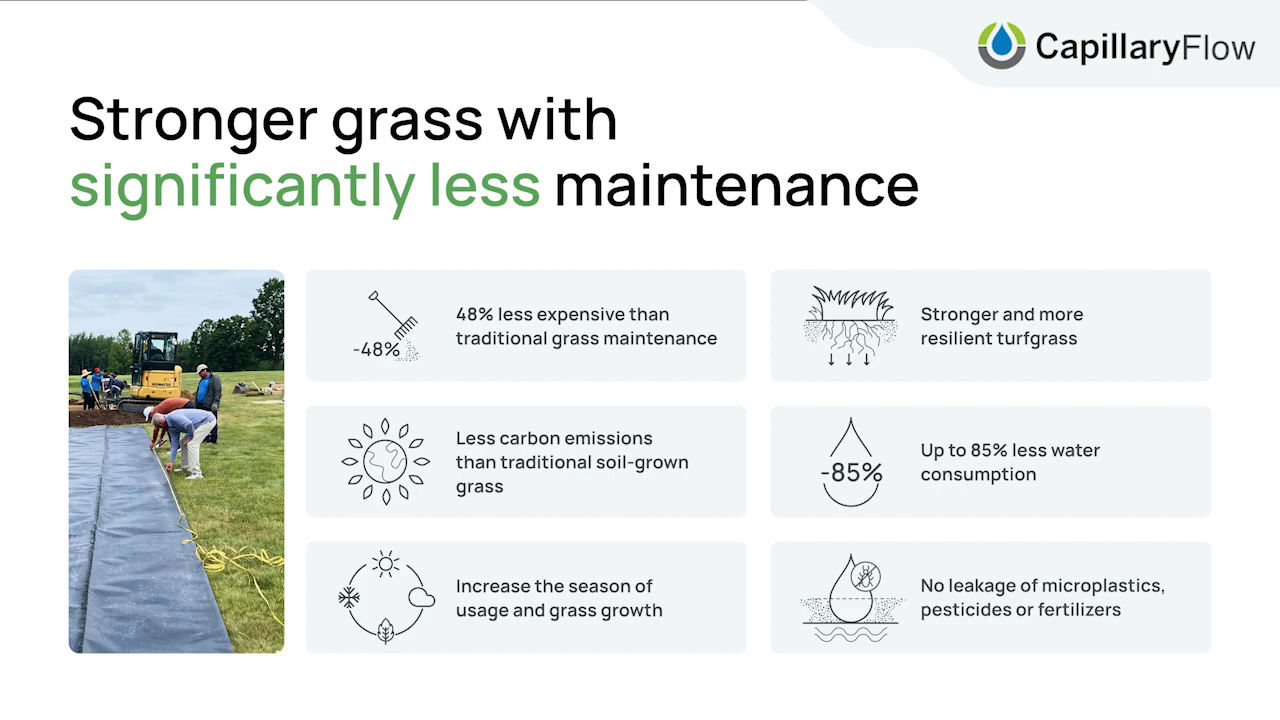 CapillaryFlow
Stronger grass with
significantly less maintenance
-48%
48% less expensive than
traditional grass maintenance
Stronger and more
resilient turfgrass
Less carbon emissions
than traditional soil-grown
grass
-85%
Up to 85% less water
consumption
Increase the season of
usage and grass growth
No leakage of microplastics,
pesticides or fertilizers
KOMATSU